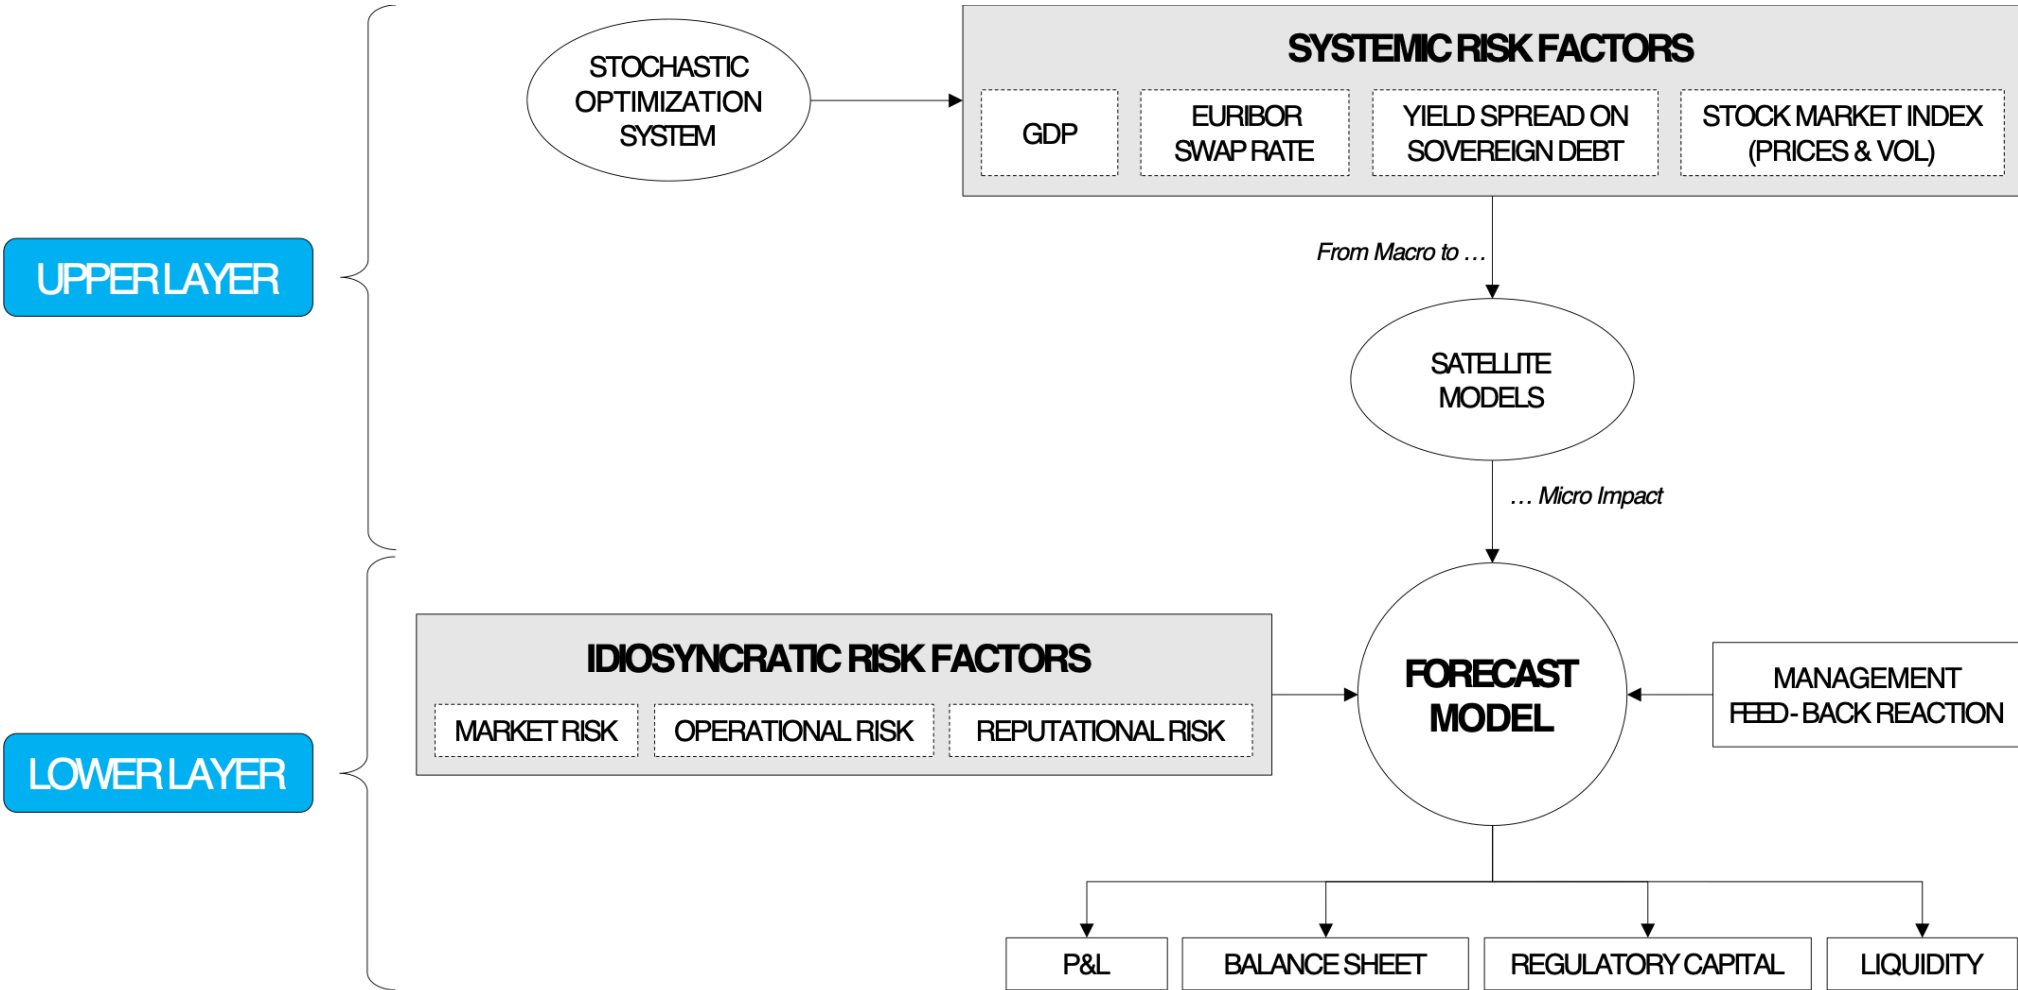 STOCHASTIC
OPTIMIZATION
SYSTEM
SYSTEMIC RISK FACTORS
GDP
EURIBOR
SWAP RATE
YIELD SPREAD ON
SOVEREIGN DEBT
STOCK MARKET INDEX
(PRICES & VOL)
From Macro to ...
UPPER LAYER
SATELLITE
MODELS
... Micro Impact
IDIOSYNCRATIC RISK FACTORS
MARKET RISK
OPERATIONAL RISK
REPUTATIONAL RISK
FORECAST
MODEL
MANAGEMENT
FEED - BACK REACTION
LOWER LAYER
P&L
BALANCE SHEET
REGULATORY CAPITAL
LIQUIDITY